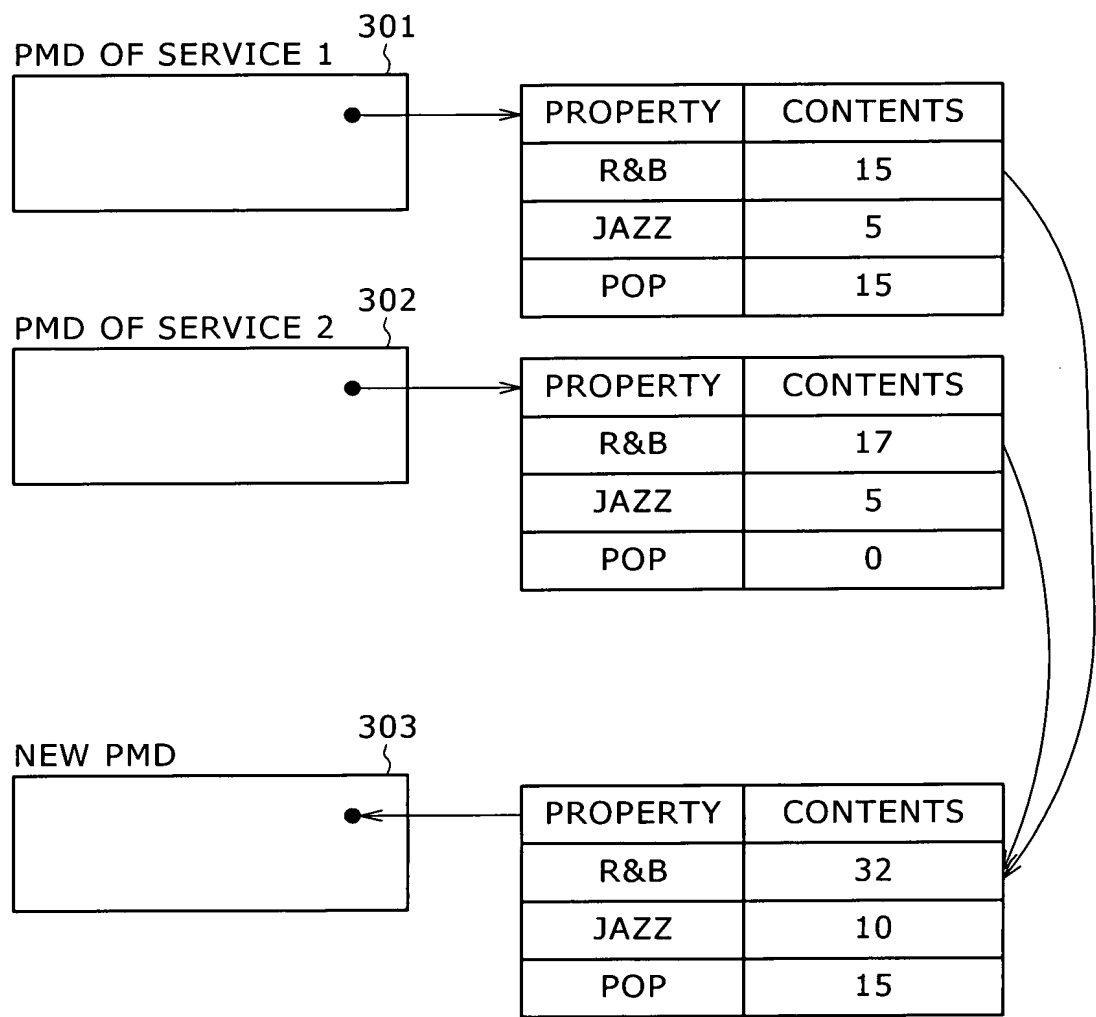 301
PMD OF SERVICE 1
PROPERTY CONTENTS
R&B 15
JAZZ 5
POP 15
302
PMD OF SERVICE 2
PROPERTY CONTENTS
R&B 17
JAZZ 5
POP 0
303
NEW PMD
PROPERTY CONTENTS
R&B 32
JAZZ 10
POP 15